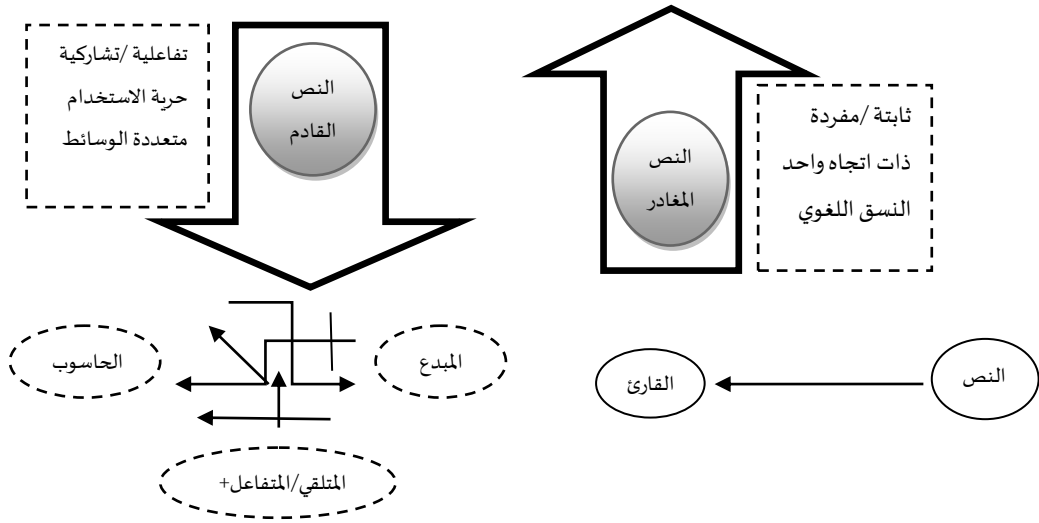 ثابتة /مفردة
ذات اتجاه واحد
النسق اللغوي
النص
المغادر
النص
القادم
تفاعلية /تشاركية
حرية الاستخدام
متعددة الوسائط
النص
القارئ
المبدع
الحاسوب
المتلقي/المتفاعل+